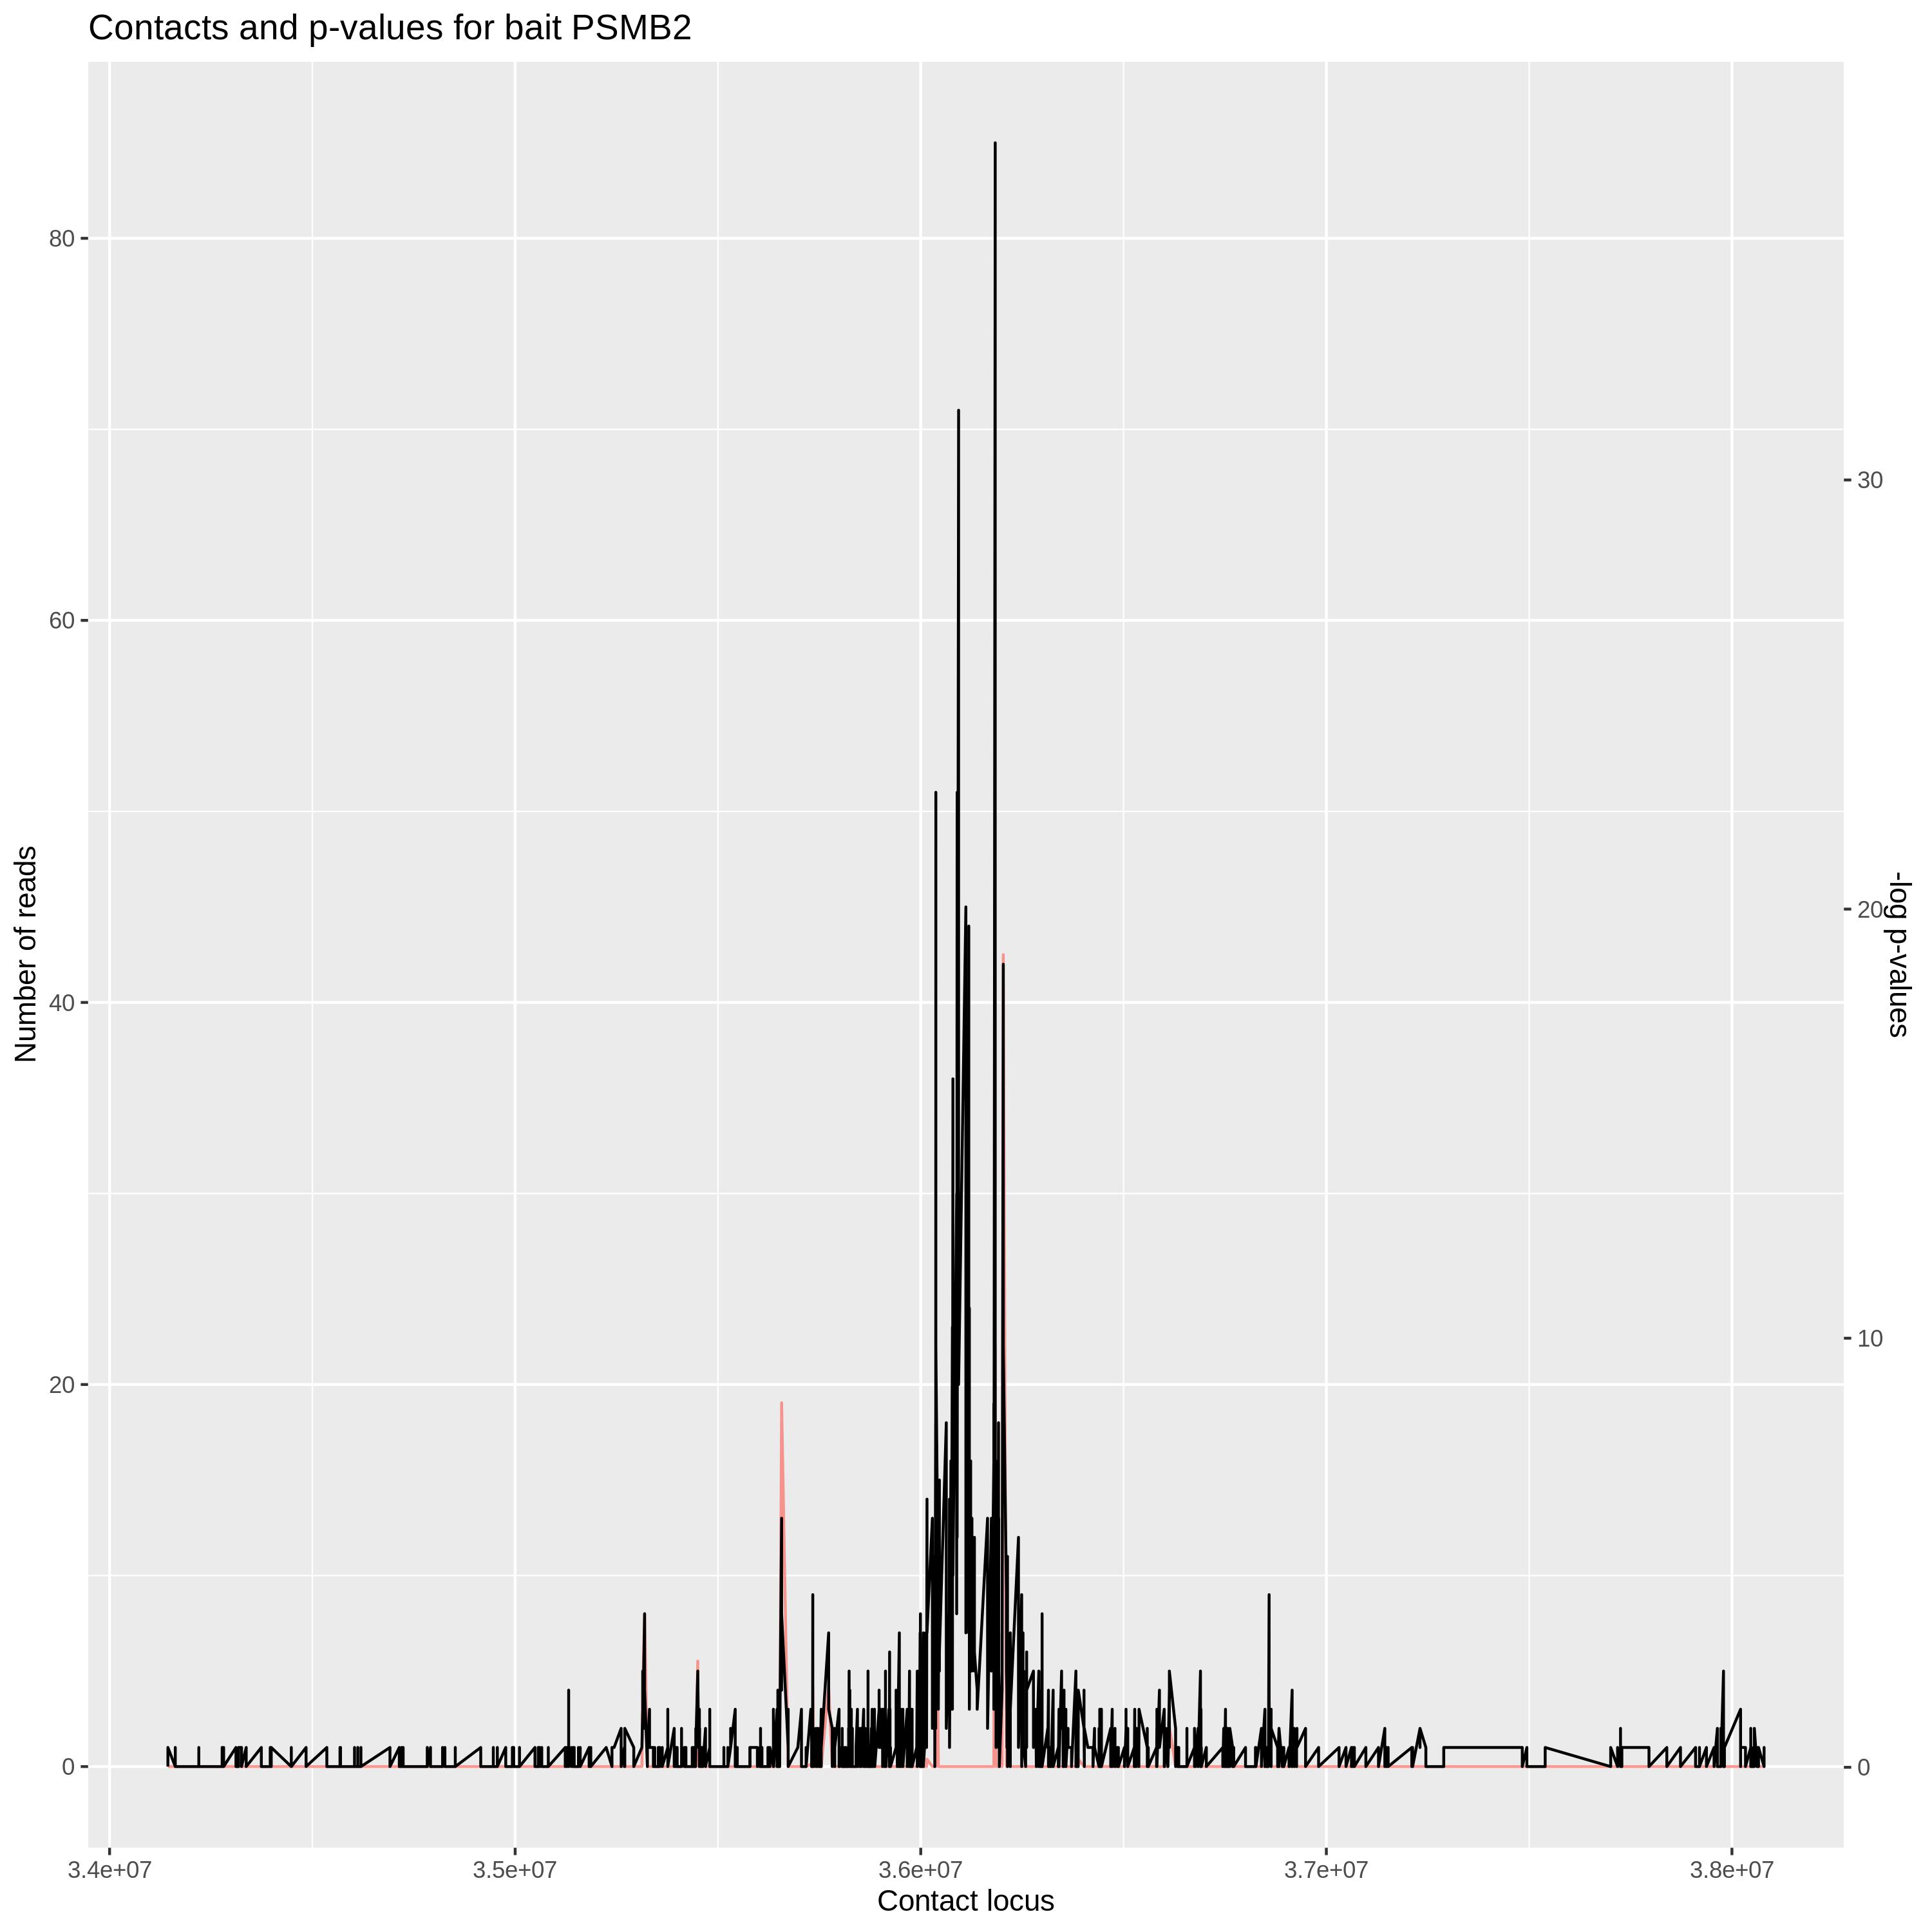 Contacts and p-values for bait PSMB2
80
60
40
20
0
Number of reads
30
20
10
0
-log p-values
3.4e+07 3.5e+07 3.6e+07 3.7e+07 3.8e+07
Contact locus